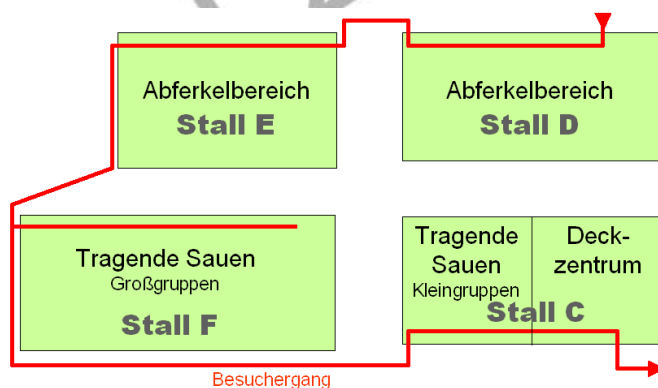 Abferkelbereich
Stall E
Abferkelbereich
Stall D
Tragende Sauen
Großgruppen
Stall F
Tragende
Sauen
Kleingruppen
Deck-
zentrum
Stall C
Besuchergang